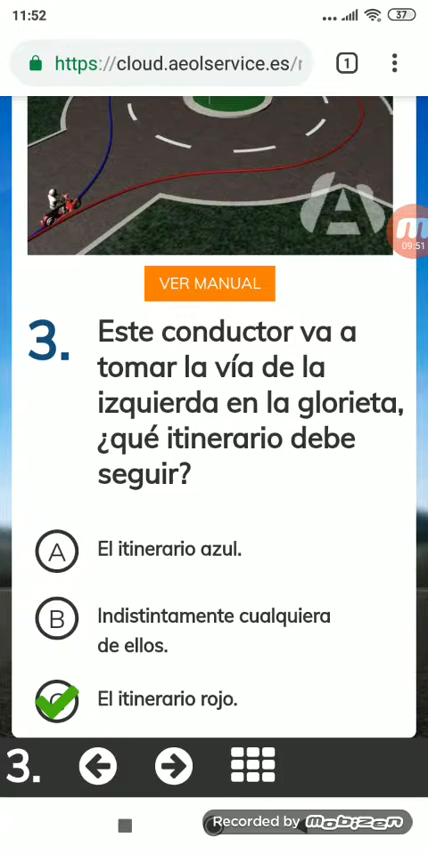 11:52
37
https://cloud.aeolservice.es/r
1
A
09:51
VER MANUAL
3.
Este conductor va a
tomar la vía de la
izquierda en la glorieta,
¿qué itinerario debe
seguir?
A El itinerario azul.
B Indistintamente cualquiera
de ellos.
El itinerario rojo.
3.
Recorded by Mobizen